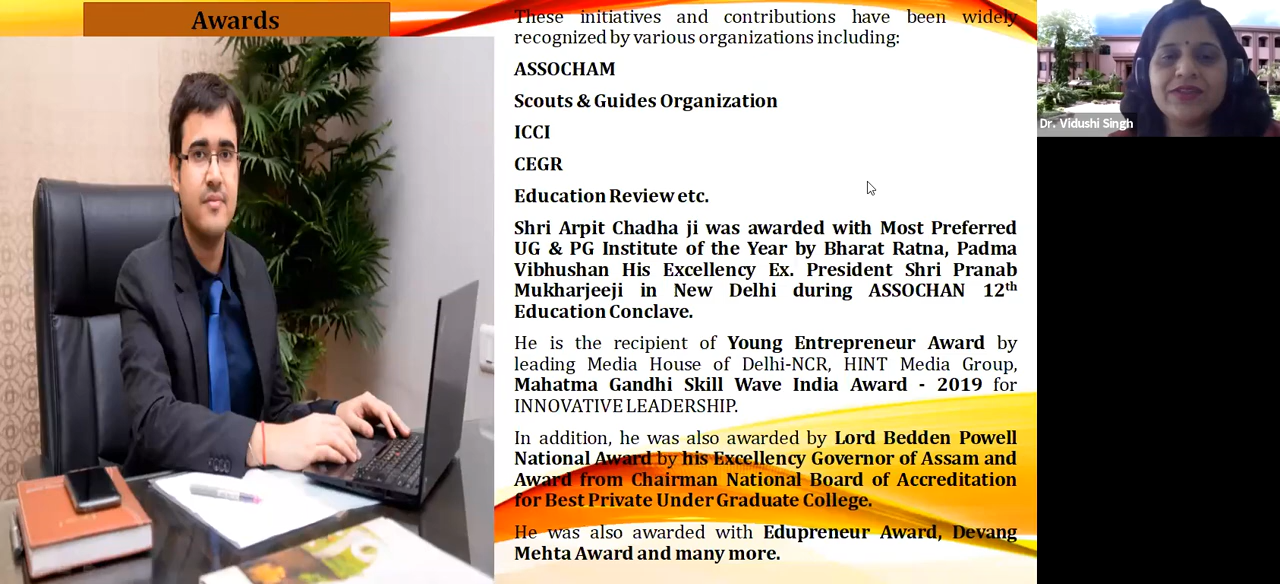 Awards
These initiatives and contributions have been widely
recognized by various organizations including:
ASSOCHAM
Scouts & Guides Organization
ICCI
CEGR
Education Review etc.
Shri Arpit Chadha ji was awarded with Most Preferred
UG & PG Institute of the Year by Bharat Ratna, Padma
Vibhushan His Excellency Ex. President Shri Pranab
Mukharjeeji in New Delhi during ASSOCHAN 12th
Education Conclave.
He is the recipient of Young Entrepreneur Award by
leading Media House of Delhi-NCR, HINT Media Group,
Mahatma Gandhi Skill Wave India Award - 2019 for
INNOVATIVE LEADERSHIP.
In addition, he was also awarded by Lord Bedden Powell
National Award by his Excellency Governor of Assam and
Award from Chairman National Board of Accreditation
for Best Private Under Graduate College.
He was also awarded with Edupreneur Award, Devang
Mehta Award and many more.
Dr. Vidushi Singh